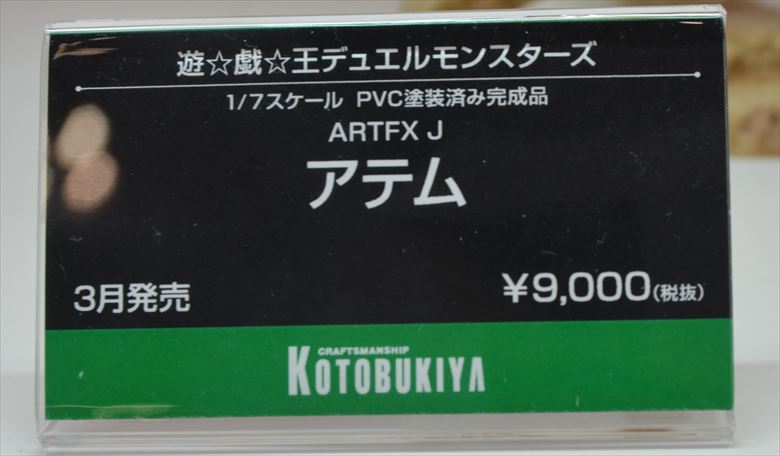 遊☆戯☆王デュエルモンスターズ
1/7スケール PVC塗装済み完成品
ARTFX J
アテム
3月発売 ¥9,000(税抜)
CRAFTSMANSHIP
KOTOBUKIYA